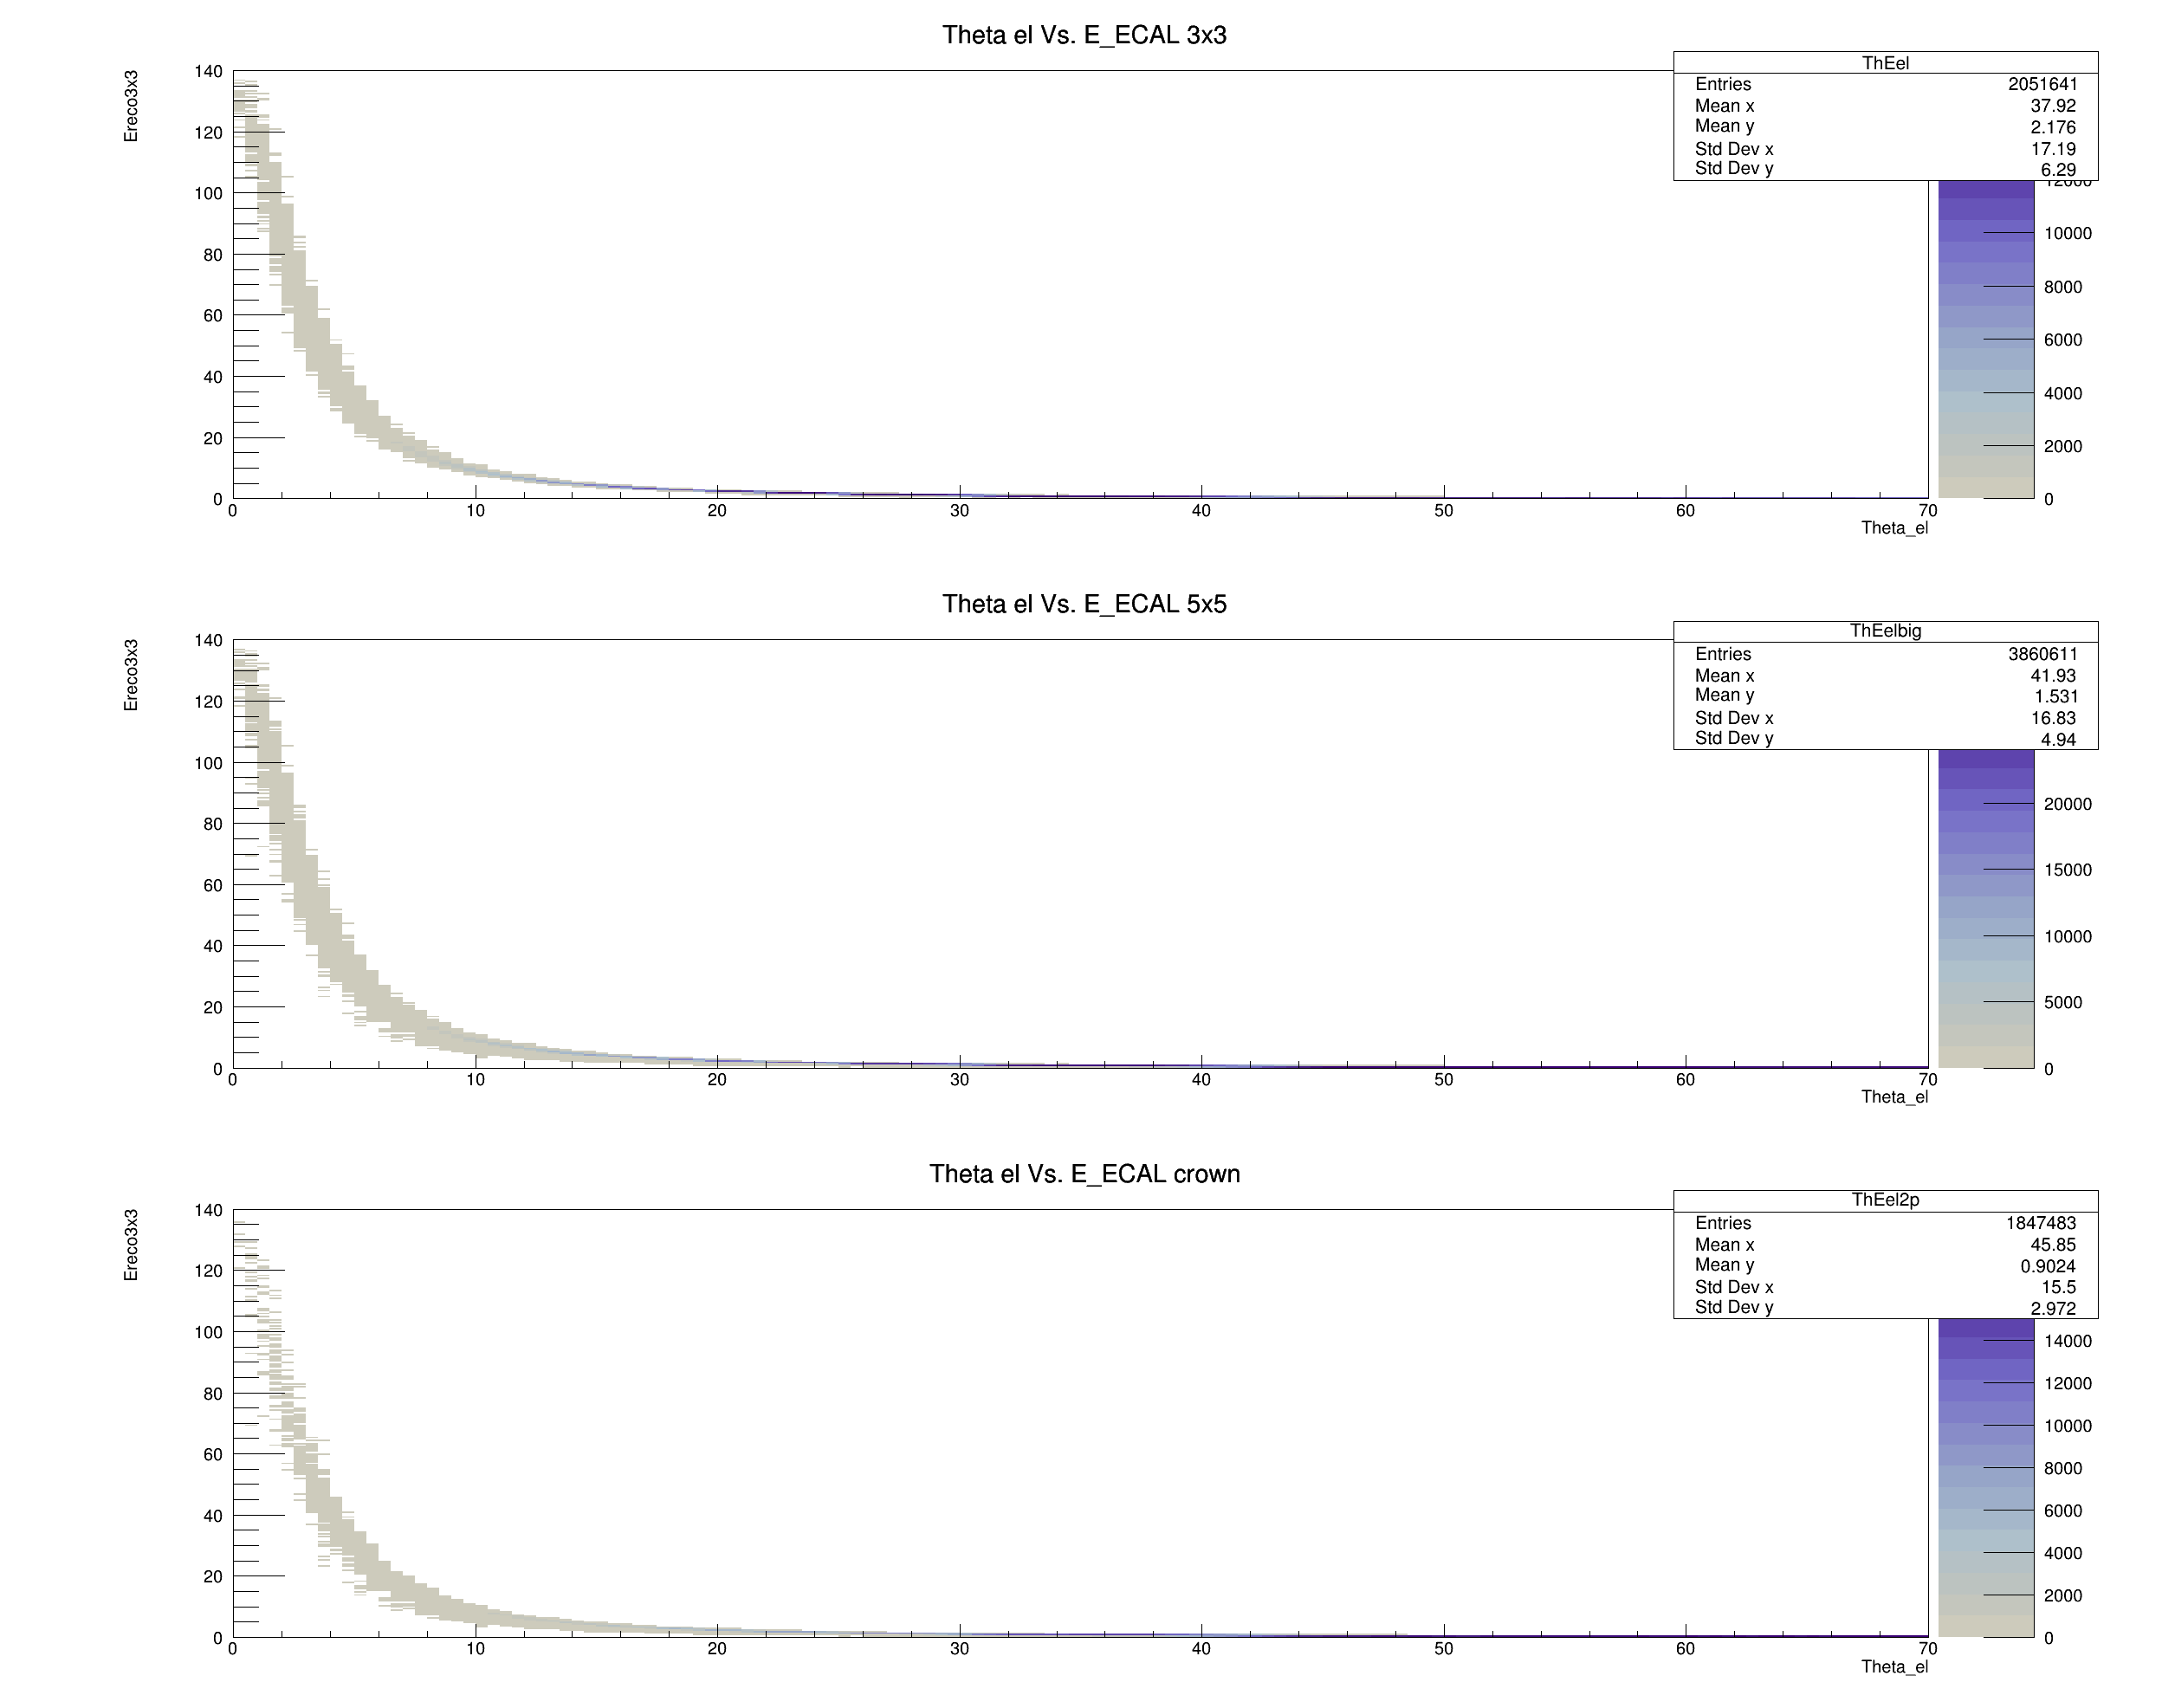 Theta el Vs. E_ECAL 3x3
Ereco3x3
140
120
100
80
60
40
20
0
0 10 20 30 40 50 60 70
Theta_el
ThEel
Entries 2051641
Mean x 37.92
Mean y 2.176
Std Dev x 17.19
Std Dev y 6.29
10000
8000
6000
4000
2000
0
Theta el Vs. E_ECAL 5x5
Ereco3x3
140
120
100
80
60
40
20
0
0 10 20 30 40 50 60 70
Theta_el
ThEelbig
Entries 3860611
Mean x 41.93
Mean y 1.531
Std Dev x 16.83
Std Dev y 4.94
20000
15000
10000
5000
0
Theta el Vs. E_ECAL crown
Ereco3x3
140
120
100
80
60
40
20
0
0 10 20 30 40 50 60 70
Theta_el
ThEel2p
Entries 1847483
Mean x 45.85
Mean y 0.9024
Std Dev x 15.5
Std Dev y 2.972
14000
12000
10000
8000
6000
4000
2000
0